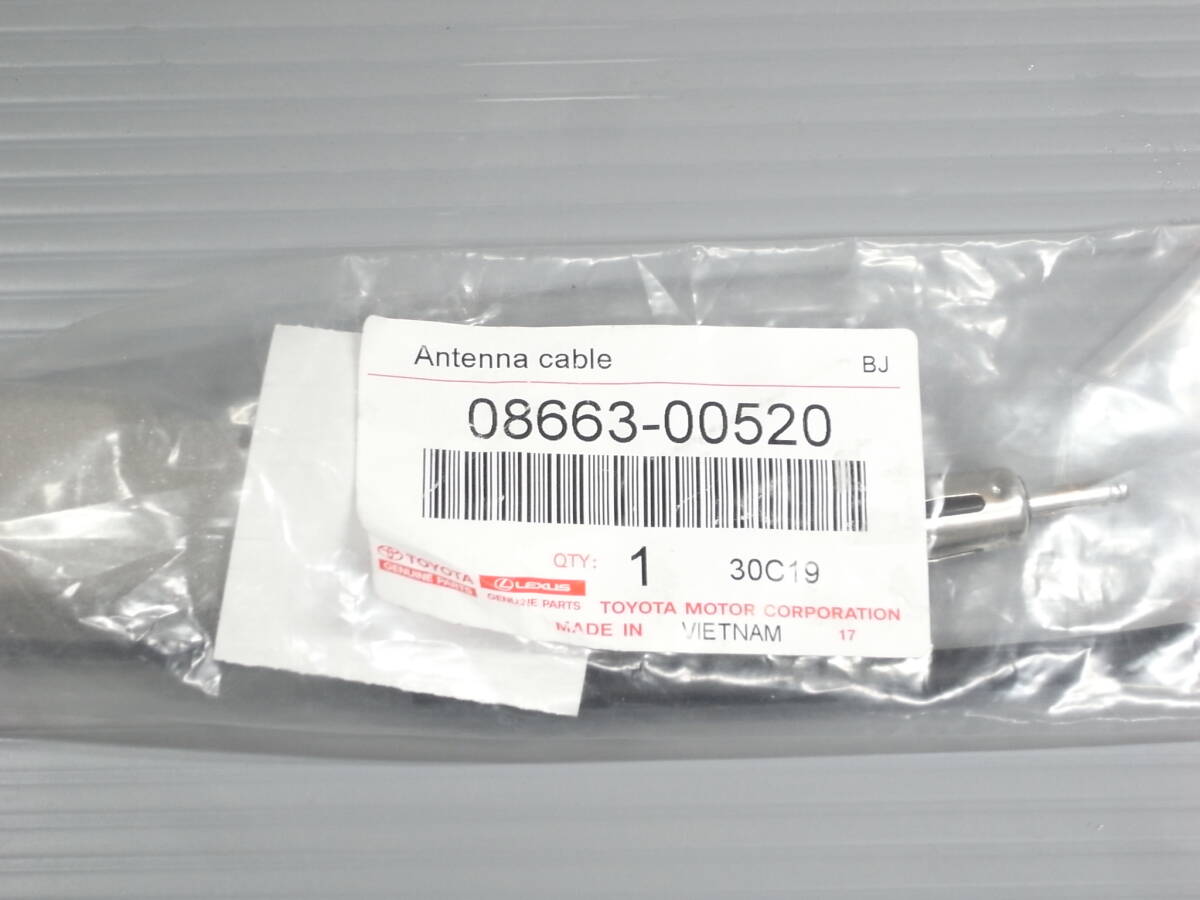 Antenna cable BJ
08663-00520
QTY: 1 30C19
TOYOTA
GENUINE PARTS
LEXUS
GENUINE PARTS
TOYOTA MOTOR CORPORATION
MADE IN VIETNAM 17